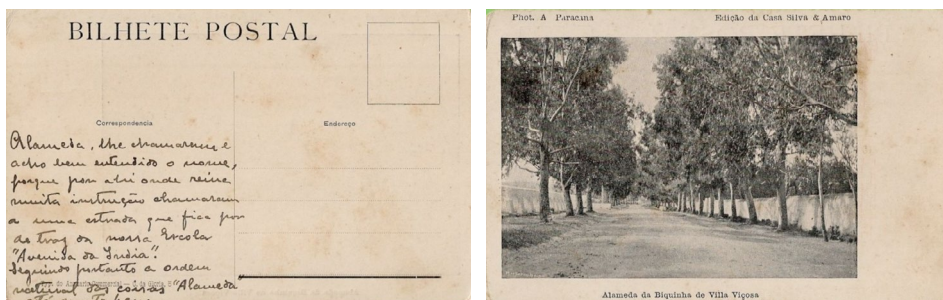 BILHETE POSTAL
Correspondencia
Endereço
Alameda, lhe chamaram e
acho bem entendido o nome,
porque por ahi onde reina
muita instrução chamaram
a uma estrada que fica por
de traz da nossa Escola
"Avenida da India".
Seguindo portanto a ordem
natural das coisas "Alameda"
Phot. A Paracana
Edição da Casa Silva & Amaro
Alameda da Biquinha de Villa Viçosa